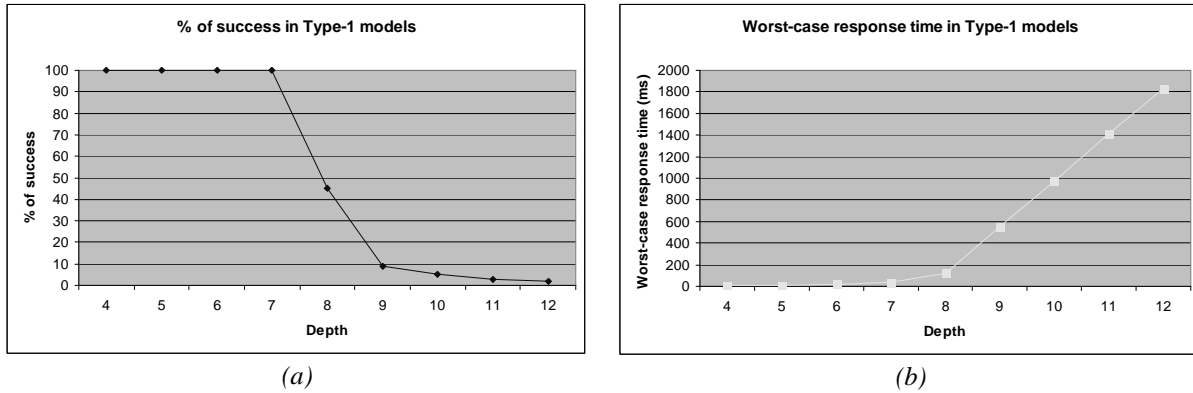 % of success in Type-1 models
% of success
100
90
80
70
60
50
40
30
20
10
0
4 5 6 7 8 9 10 11 12
Depth
(a)
Worst-case response time in Type-1 models
Worst-case response time (ms)
2000
1800
1600
1400
1200
1000
800
600
400
200
0
4 5 6 7 8 9 10 11 12
Depth
(b)